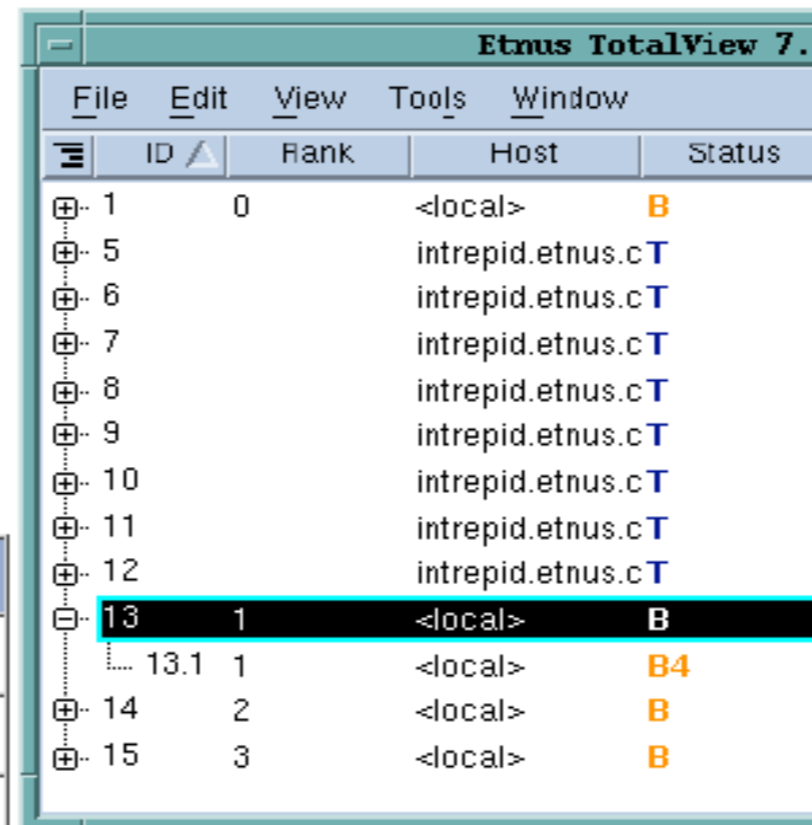 Etnus TotalView 7.
File Edit View Tools Window
ID Rank Host Status
1 0 <local> B
5 intrepid.etnus.c T
6 intrepid.etnus.c T
7 intrepid.etnus.c T
8 intrepid.etnus.c T
9 intrepid.etnus.c T
10 intrepid.etnus.c T
11 intrepid.etnus.c T
12 intrepid.etnus.c T
13 1 <local> B
13.1 1 <local> B4
14 2 <local> B
15 3 <local> B